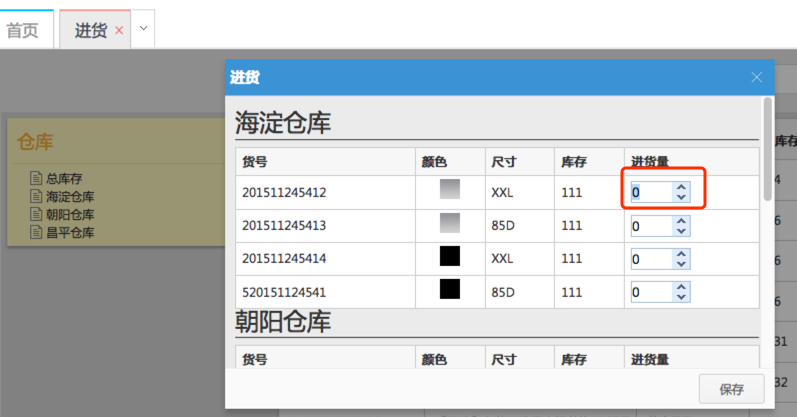 首页
进货
进货
海淀仓库
货号 颜色 尺寸 库存 进货量
201511245412 XXL 111 0
201511245413 85D 111 0
201511245414 XXL 111 0
520151124541 85D 111 0
朝阳仓库
货号 颜色 尺寸 库存 进货量
保存
仓库
总库存
海淀仓库
朝阳仓库
昌平仓库
库存
4
6
6
6
31
32